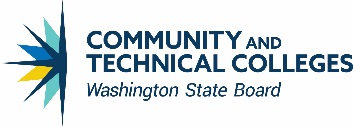 COMMUNITY AND
TECHNICAL COLLEGES
Washington State Board